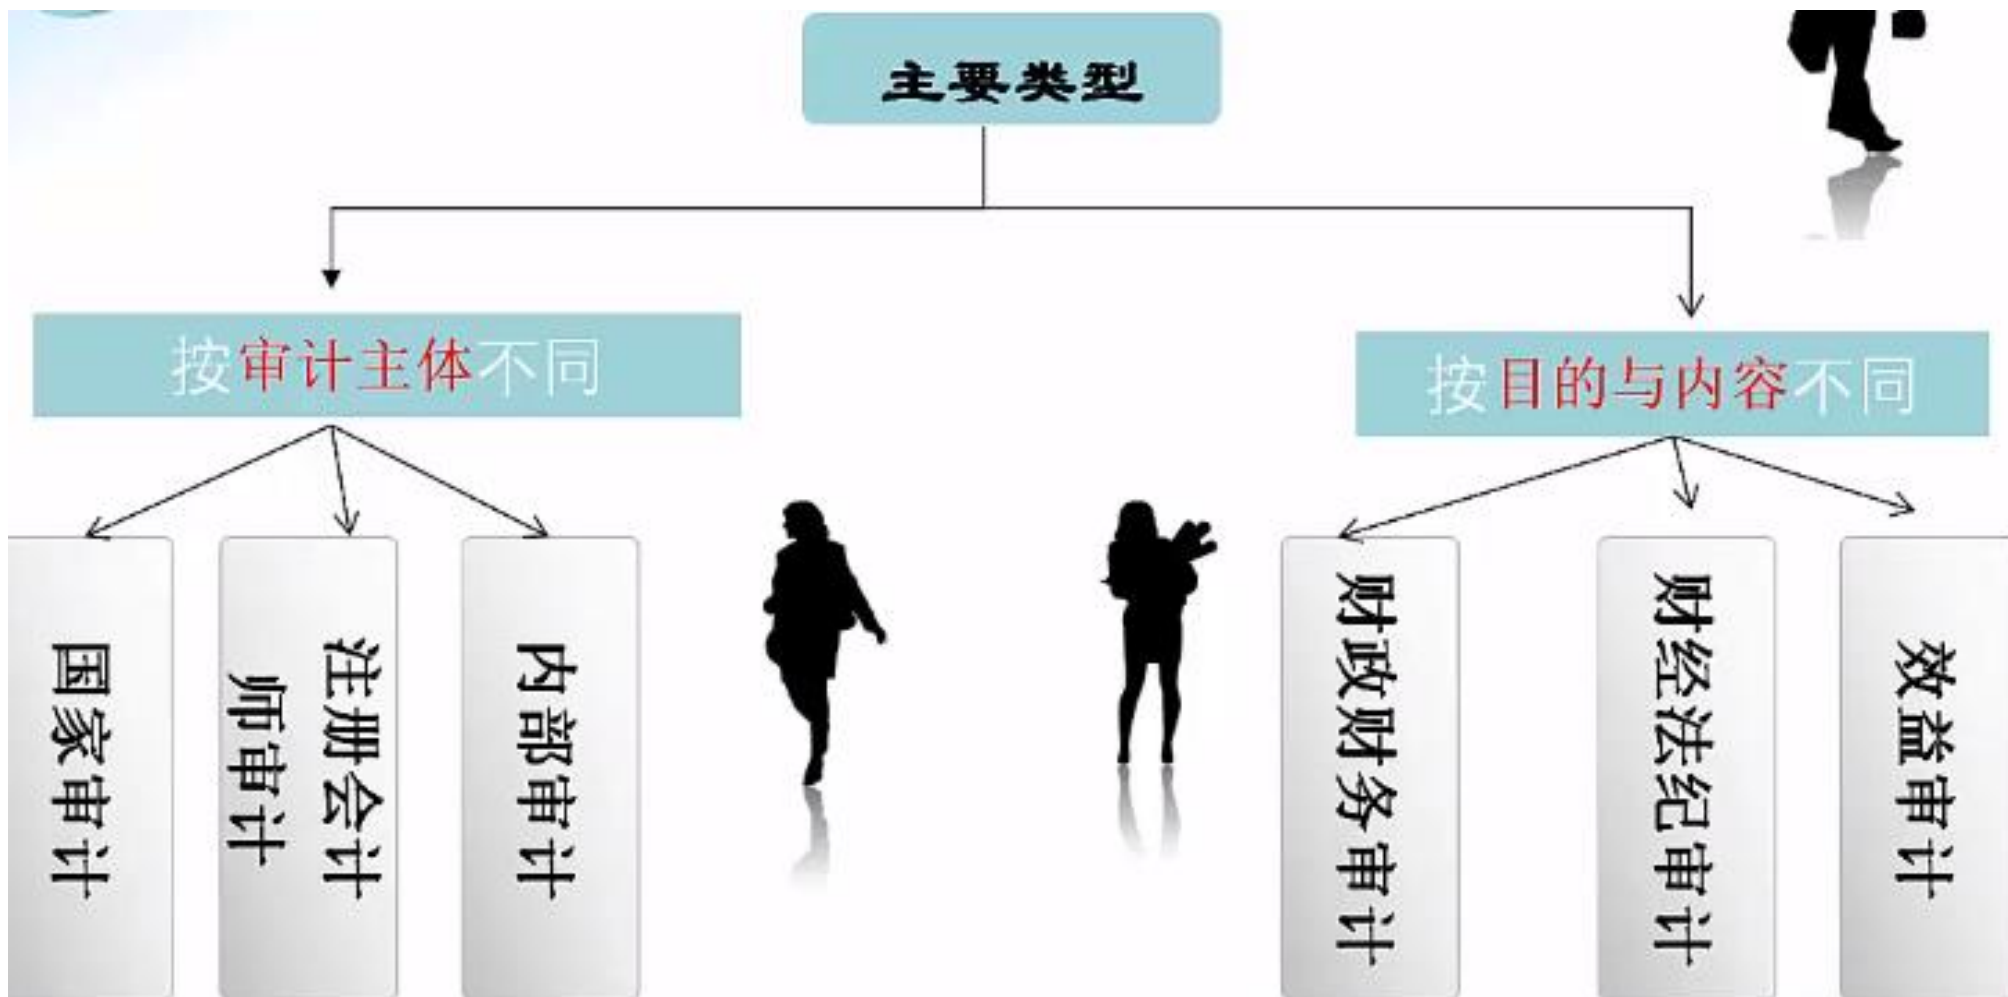 主要类型
按审计主体不同
按目的与内容不同
国家审计
注册会计
师审计
内部审计
财政财务审计
财经法纪审计
效益审计